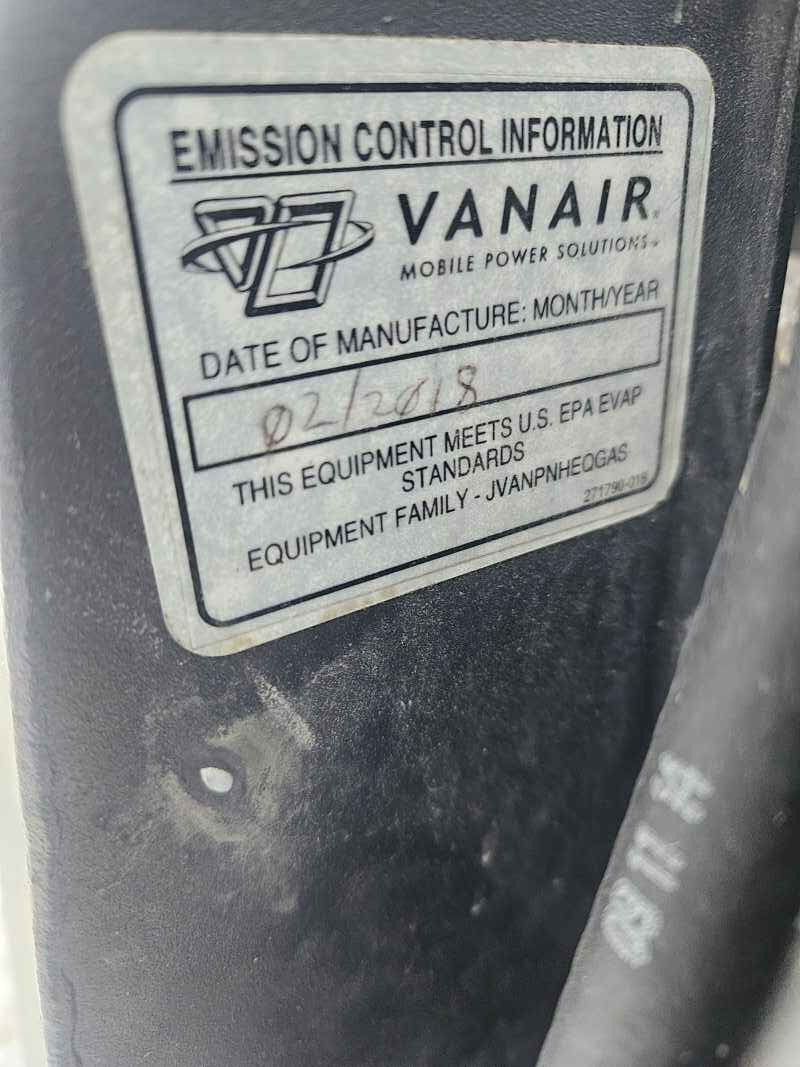 EMISSION CONTROL INFORMATION
VANAIR
MOBILE POWER SOLUTIONS
DATE OF MANUFACTURE: MONTH/YEAR
02/2018
THIS EQUIPMENT MEETS U.S. EPA EVAP
STANDARDS
EQUIPMENT FAMILY - JVANPNHEQGAS